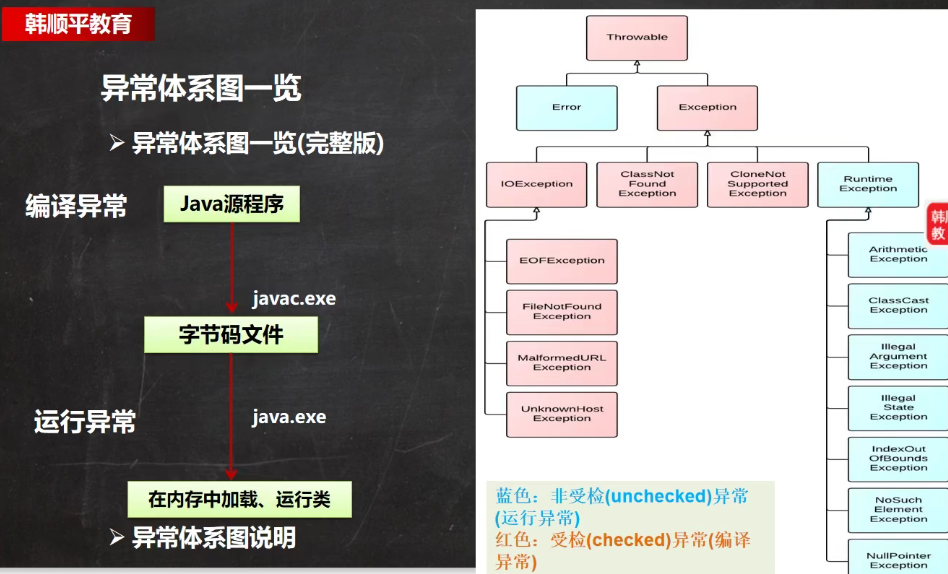 韩顺平教育
异常体系图一览
➢ 异常体系图一览(完整版)
编译异常
Java源程序
javac.exe
字节码文件
运行异常
java.exe
在内存中加载、运行类
➢ 异常体系图说明
Throwable
Error
Exception
IOException
ClassNot
Found
Exception
CloneNot
Supported
Exception
Runtime
Exception
EOFException
FileNotFound
Exception
MalformedURL
Exception
UnknownHost
Exception
Arithmetic
Exception
ClassCast
Exception
Illegal
Argument
Exception
Illegal
State
Exception
IndexOut
OfBounds
Exception
NoSuch
Element
Exception
NullPointer
Exception
蓝色：非受检(unchecked)异常
(运行异常)
红色：受检(checked)异常(编译
异常)
教